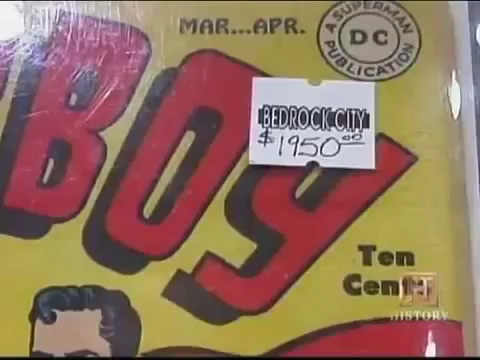 MAR...APR.
A SUPERMAN
DC
PUBLICATION
BEDROCK CITY
$1950.00
BOY
Ten
Cents
H
HISTORY